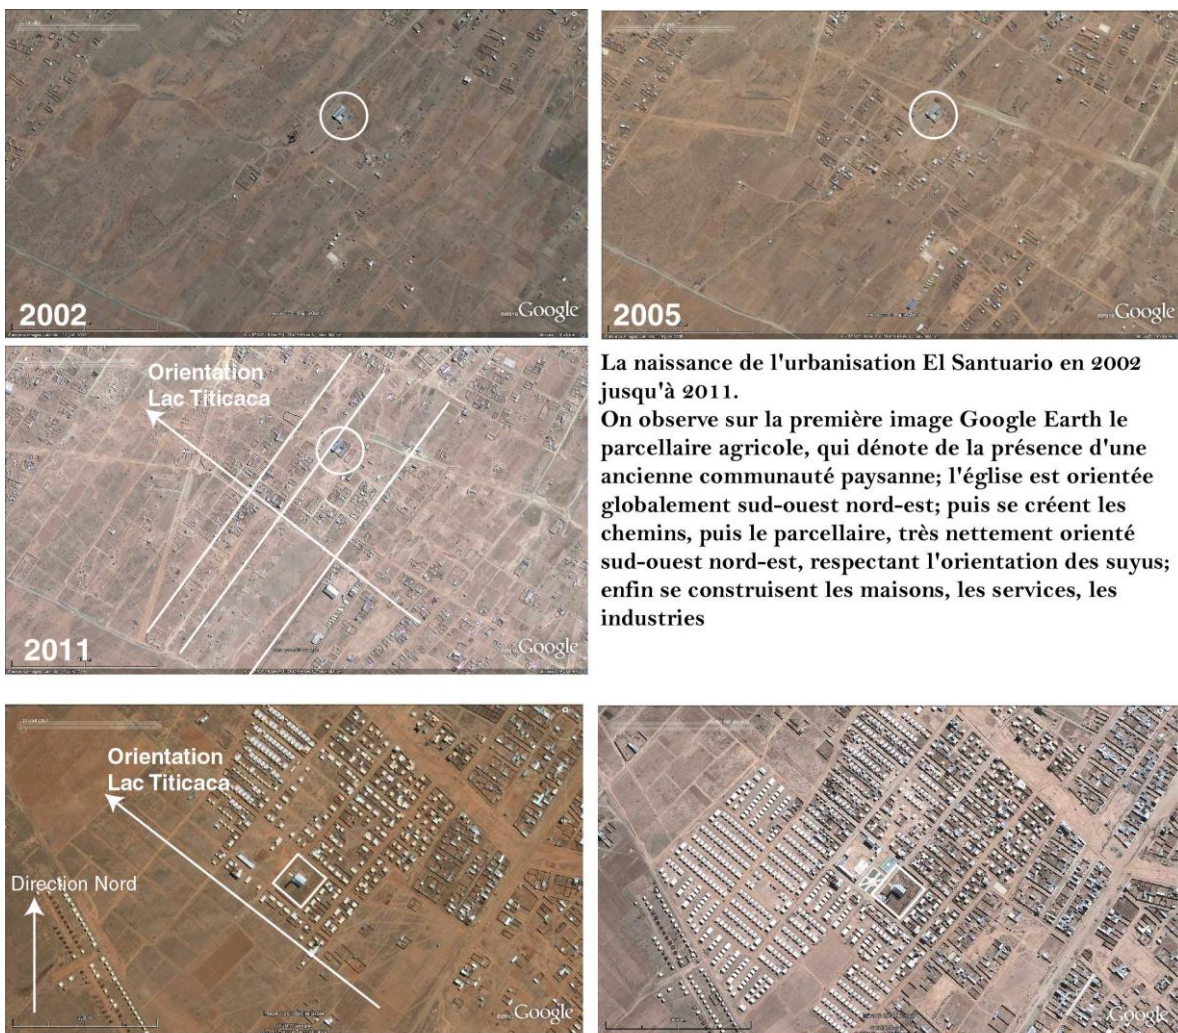 2002
Google
2005
Google
Orientation
Lac Titicaca
2011
Google
La naissance de l'urbanisation El Santuario en 2002
jusqu'à 2011.
On observe sur la première image Google Earth le
parcellaire agricole, qui dénote de la présence d'une
ancienne communauté paysanne; l'église est orientée
globalement sud-ouest nord-est; puis se créent les
chemins, puis le parcellaire, très nettement orienté
sud-ouest nord-est, respectant l'orientation des suyus;
enfin se construisent les maisons, les services, les
industries
Orientation
Lac Titicaca
Direction Nord
Google
Google